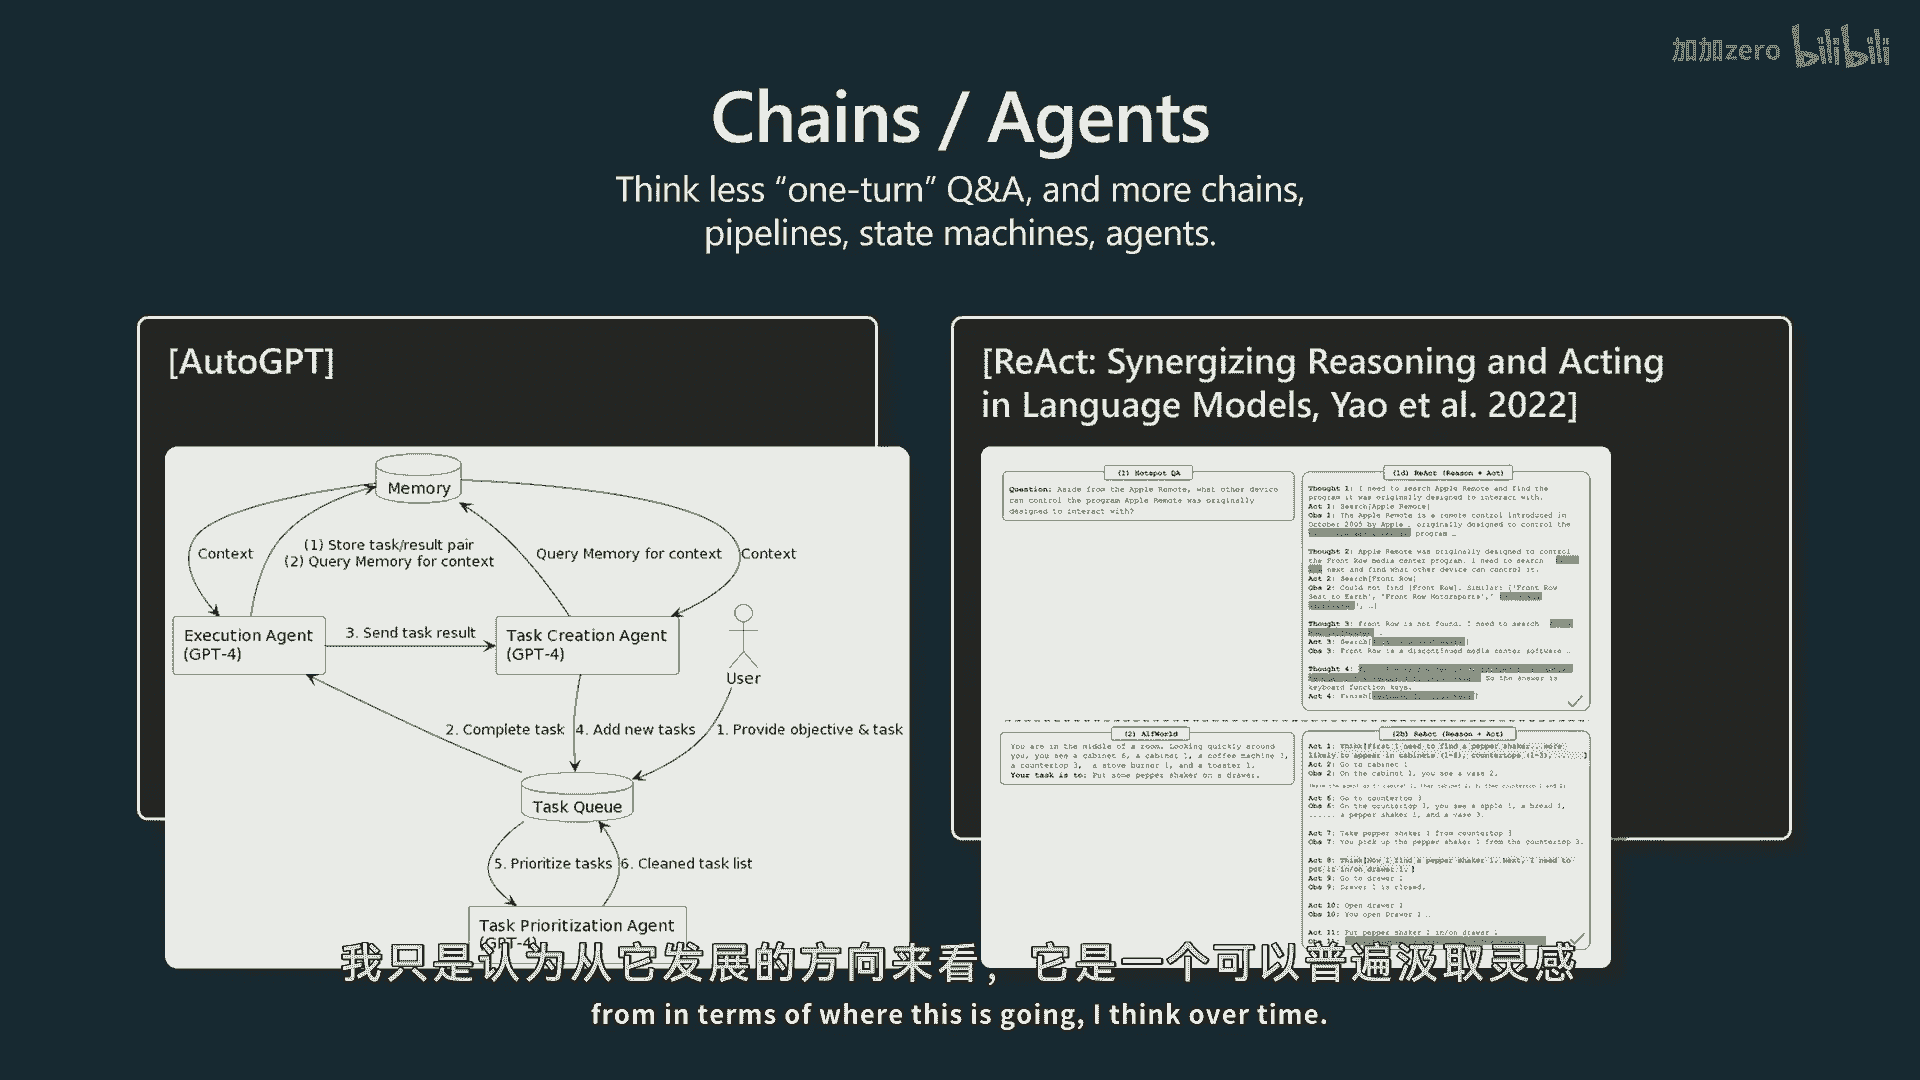 加加zero bilibili
Chains / Agents
Think less “one-turn” Q&A, and more chains,
pipelines, state machines, agents.
[AutoGPT]
Memory
Context
(1) Store task/result pair
(2) Query Memory for context
Query Memory for context
Context
Execution Agent
(GPT-4)
3. Send task result
Task Creation Agent
(GPT-4)
User
2. Complete task
4. Add new tasks
1. Provide objective & task
Task Queue
5. Prioritize tasks
6. Cleaned task list
Task Prioritization Agent
(GPT-4)
[ReAct: Synergizing Reasoning and Acting
in Language Models, Yao et al. 2022]
(1) Hotspot QA
Question: Aside from the Apple Remote, what other device
can control the program Apple Remote was originally
designed to interact with?
(1d) ReAct (Reason + Act)
Thought 1: I need to search Apple Remote and find the
program it was originally designed to interact with.
Act 1: Search[Apple Remote]
Obs 1: The Apple Remote is a remote control introduced in
October 2005 by Apple … originally designed to control the
program …
Thought 2: Apple Remote was originally designed to control
the Front Row media center program. I need to search
next and find what other device can control it.
Act 2: Search[Front Row]
Obs 2: Could not find [Front Row]. Similar: ['Front Row
Seat to Earth', 'Front Row Motorsports', '
', …]
Thought 3: Front Row is not found. I need to search
Act 3: Search[
Obs 3: Front Row is a discontinued media center software …
Thought 4:
So the answer is
keyboard function keys.
Act 4: Finish[
(2) AlfWorld
You are in the middle of a room. Looking quickly around
you, you see a cabinet 6, a cabinet 1, a coffee machine 1,
a countertop 3, a stove burner 1, and a toaster 1.
Your task is to: Put some pepper shaker on a drawer.
(2b) ReAct (Reason + Act)
Act 1: Think[First I need to find a pepper shaker...more
likely to appear in cabinets (1-6), countertops (1-3), ... ]
Act 2: Go to cabinet 1
Obs 2: On the cabinet 1, you see a vase 2.
Act 6: Go to countertop 3
Obs 6: On the countertop 3, you see a apple 1, a bread 1,
...... a pepper shaker 1, and a vase 3.
Act 7: Take pepper shaker 1 from countertop 3
Obs 7: You pick up the pepper shaker 1 from the countertop 3.
Act 8: Think[Now I find a pepper shaker 1. Next, I need to
put it in/on drawer 1. ]
Act 9: Go to drawer 1
Obs 9: Drawer 1 is closed.
Act 10: Open drawer 1
Obs 10: You open Drawer 1 …
Act 11: Put pepper shaker 1 in/on drawer 1
我只是认为从它发展的方向来看，它是一个可以普遍汲取灵感
from in terms of where this is going, I think over time.